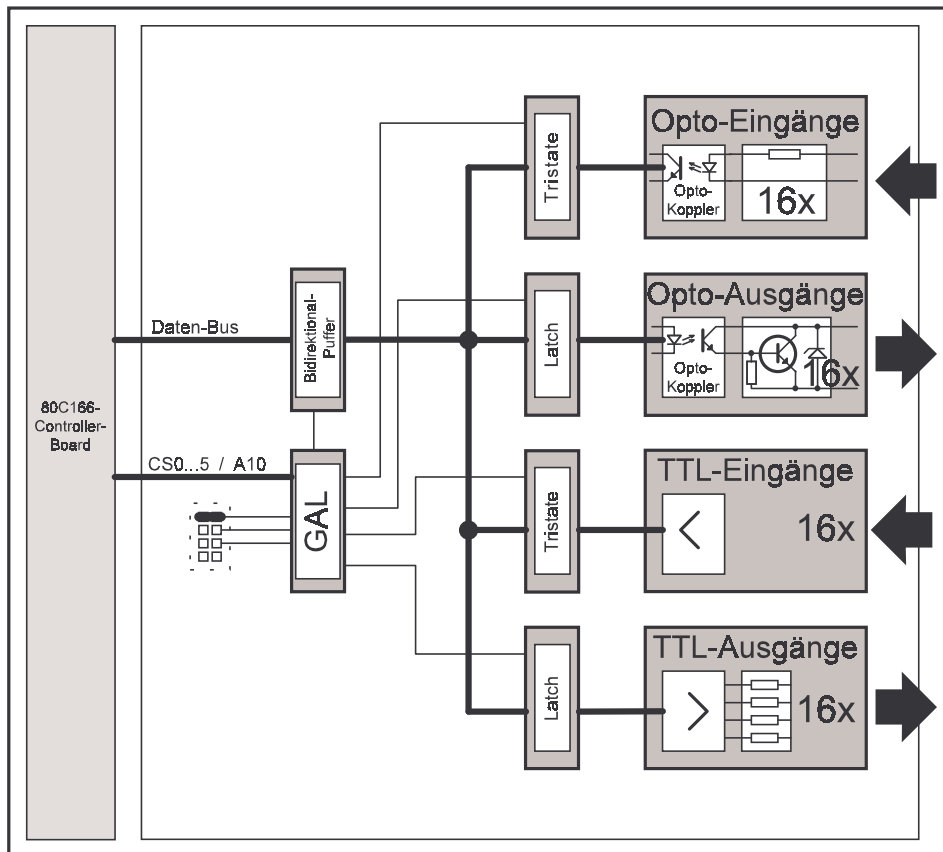 80C166-
Controller-
Board
Daten-Bus
CS0...5 / A10
Bidirektional-
Puffer
GAL
Tristate
Opto-Eingänge
Opto-
Koppler
16x
Latch
Opto-Ausgänge
Opto-
Koppler
16x
Tristate
TTL-Eingänge
16x
Latch
TTL-Ausgänge
16x